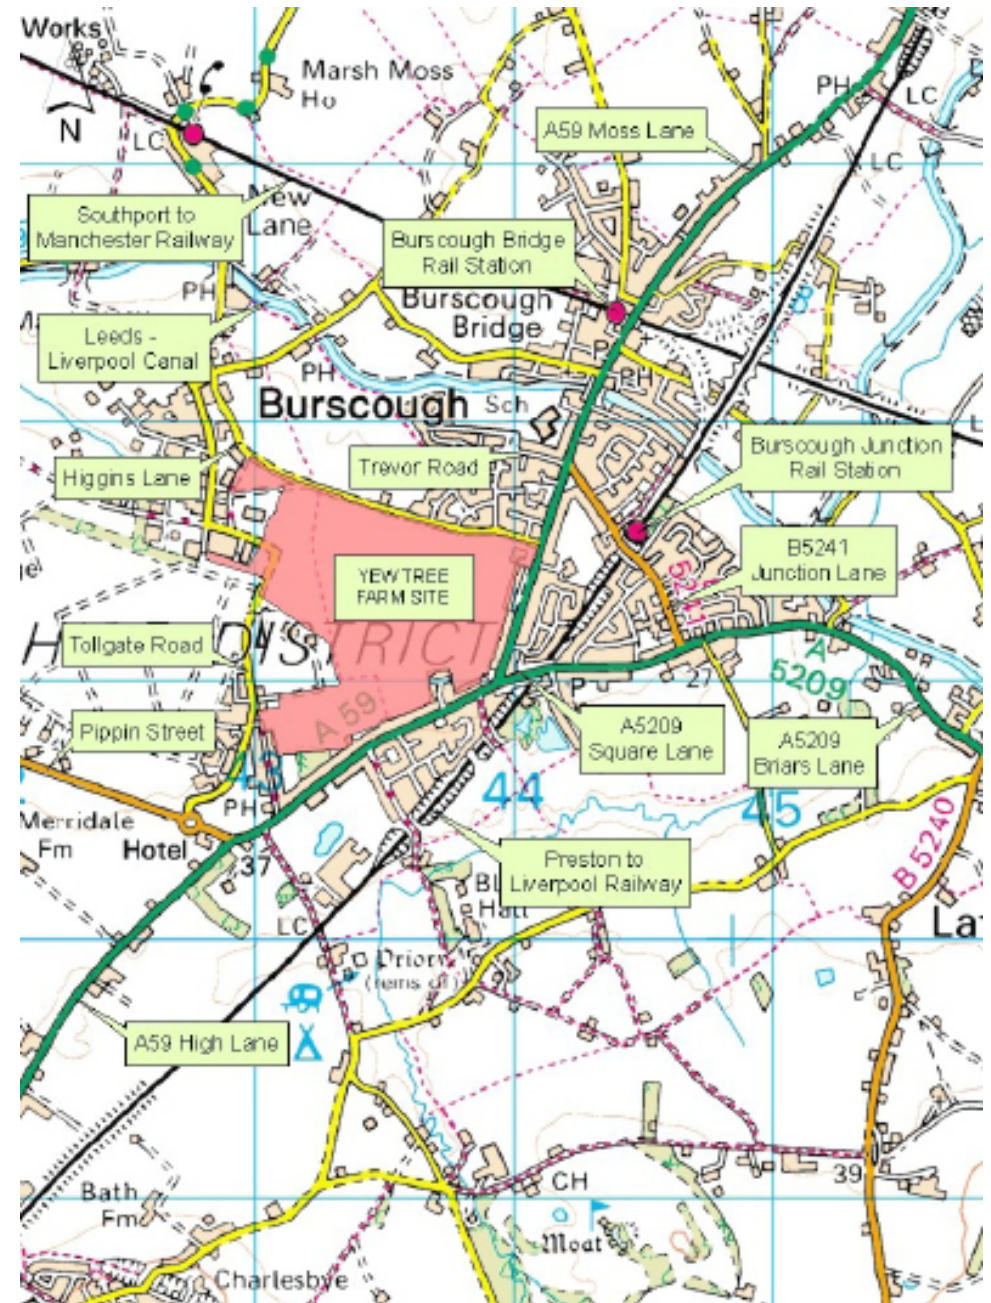 Works
Marsh Moss
Ho
N
LC
PH
LC
A59 Moss Lane
LC
New
Lane
Southport to
Manchester Railway
Burscough Bridge
Rail Station
PH
Burscough
Bridge
Leeds -
Liverpool Canal
P
PH
PH
Burscough
Sch
Burscough Junction
Rail Station
Trevor Road
Higgins Lane
B5241
Junction Lane
5241
YEW TREE
FARM SITE
DISTRICT
Tollgate Road
A
5209
27
P
A 59
Pippin Street
A5209
Square Lane
A5209
Briars Lane
43
44
45
PH
Merridale
Fm
Hotel
37
Preston to
Liverpool Railway
B 5240
LC
Priory
(rems of)
A59 High Lane
39
CH
Bath
Fm
Moat
Charlesbye